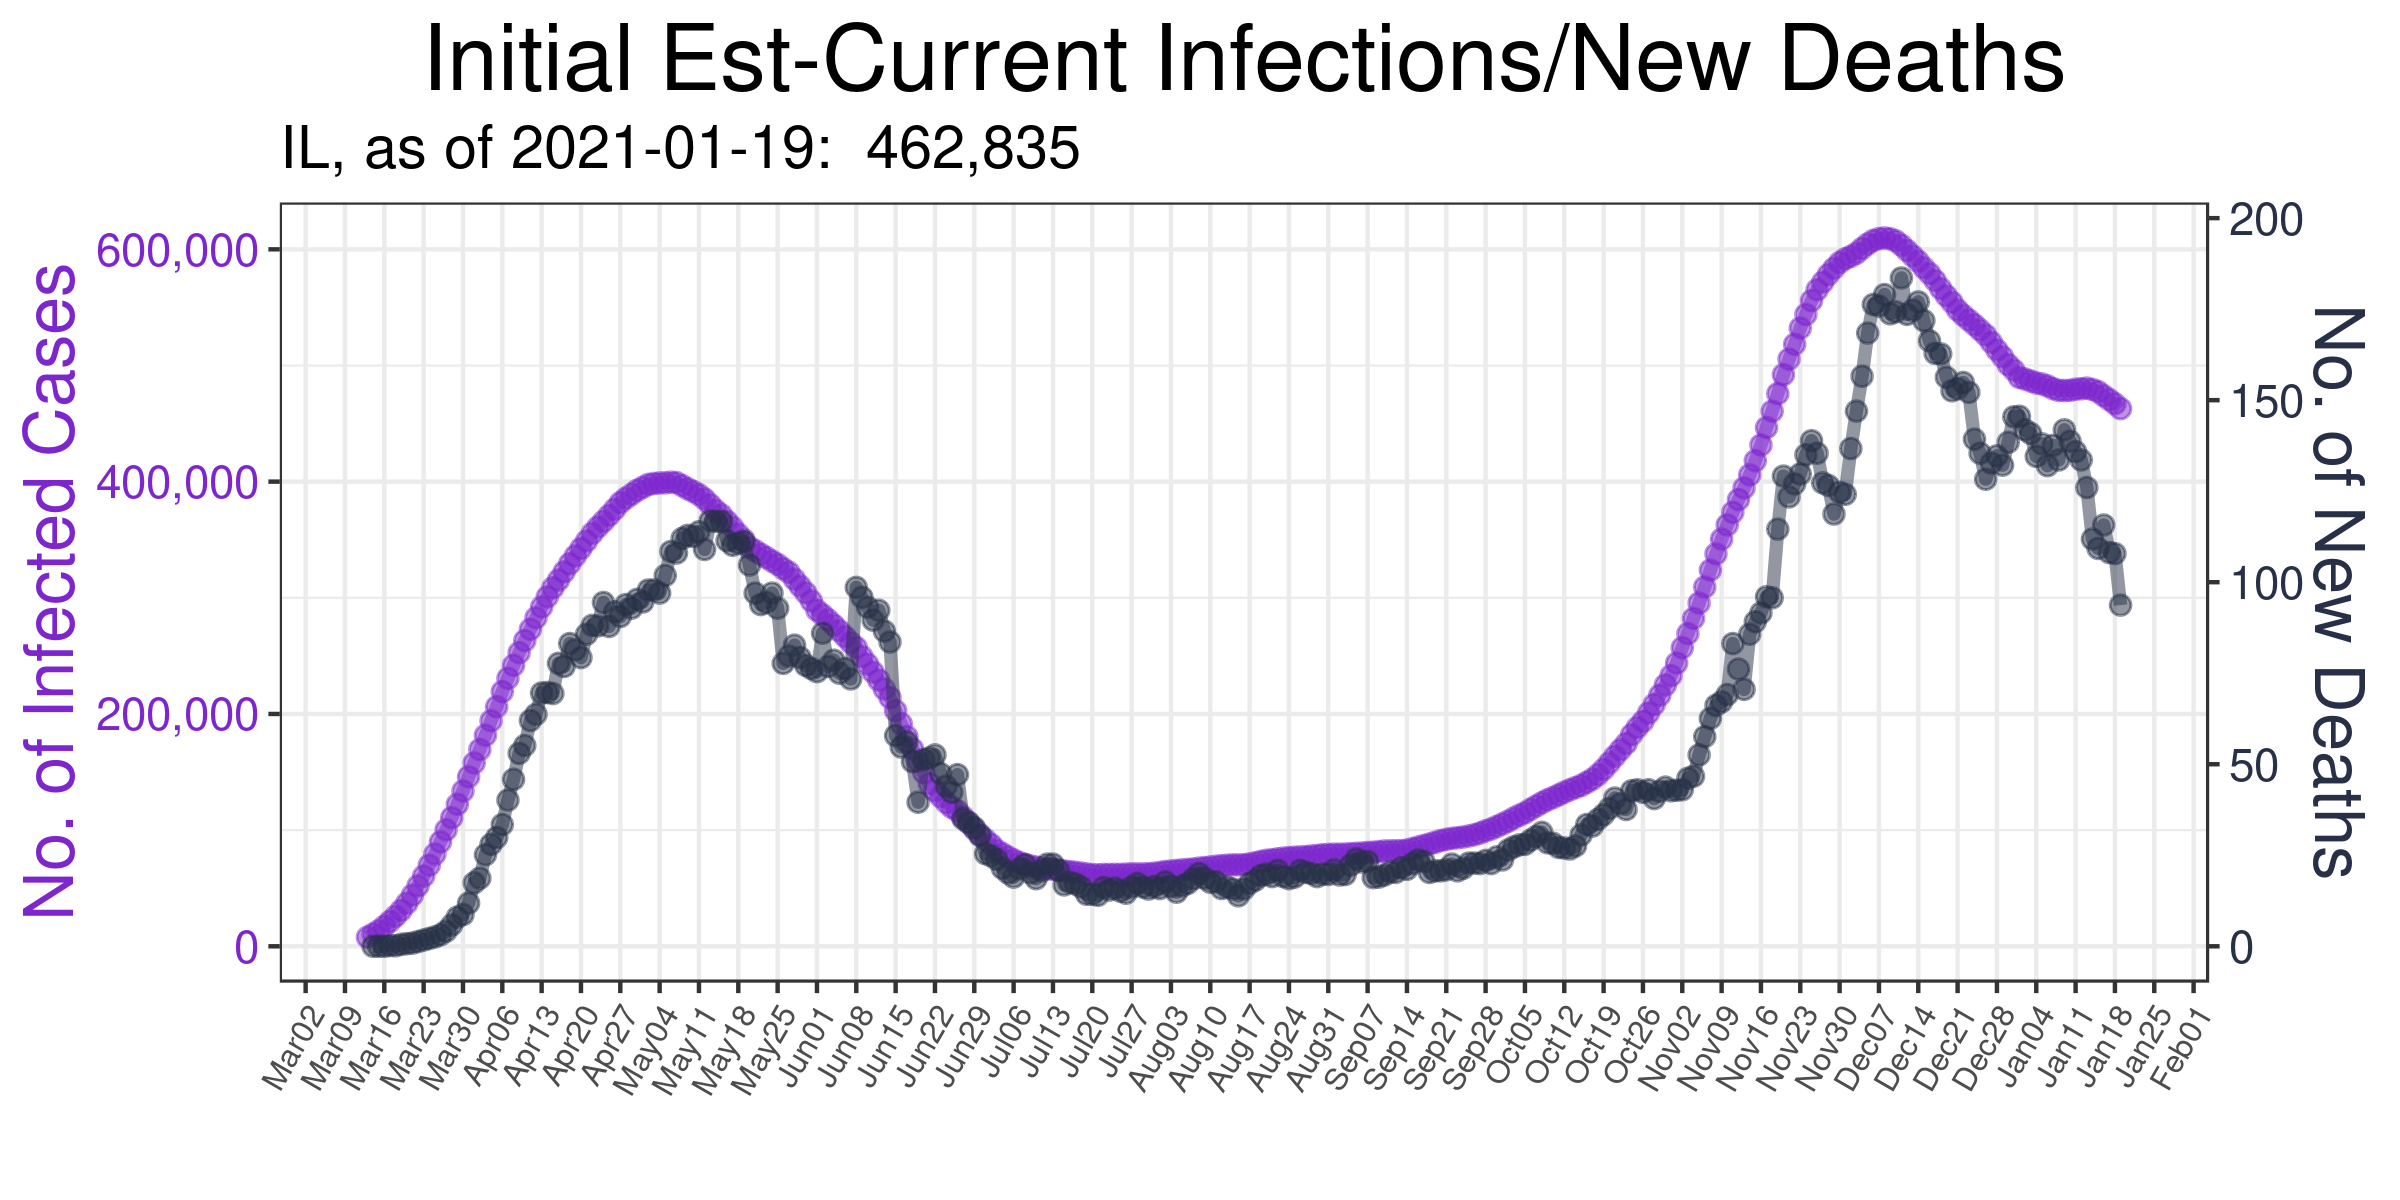 Initial Est-Current Infections/New Deaths
IL, as of 2021-01-19:  462,835
No. of Infected Cases
600,000
400,000
200,000
0
200
150
100
50
0
No. of New Deaths
Mar02
Mar09
Mar16
Mar23
Mar30
Apr06
Apr13
Apr20
Apr27
May04
May11
May18
May25
Jun01
Jun08
Jun15
Jun22
Jun29
Jul06
Jul13
Jul20
Jul27
Aug03
Aug10
Aug17
Aug24
Aug31
Sep07
Sep14
Sep21
Sep28
Oct05
Oct12
Oct19
Oct26
Nov02
Nov09
Nov16
Nov23
Nov30
Dec07
Dec14
Dec21
Dec28
Jan04
Jan11
Jan18
Jan25
Feb01